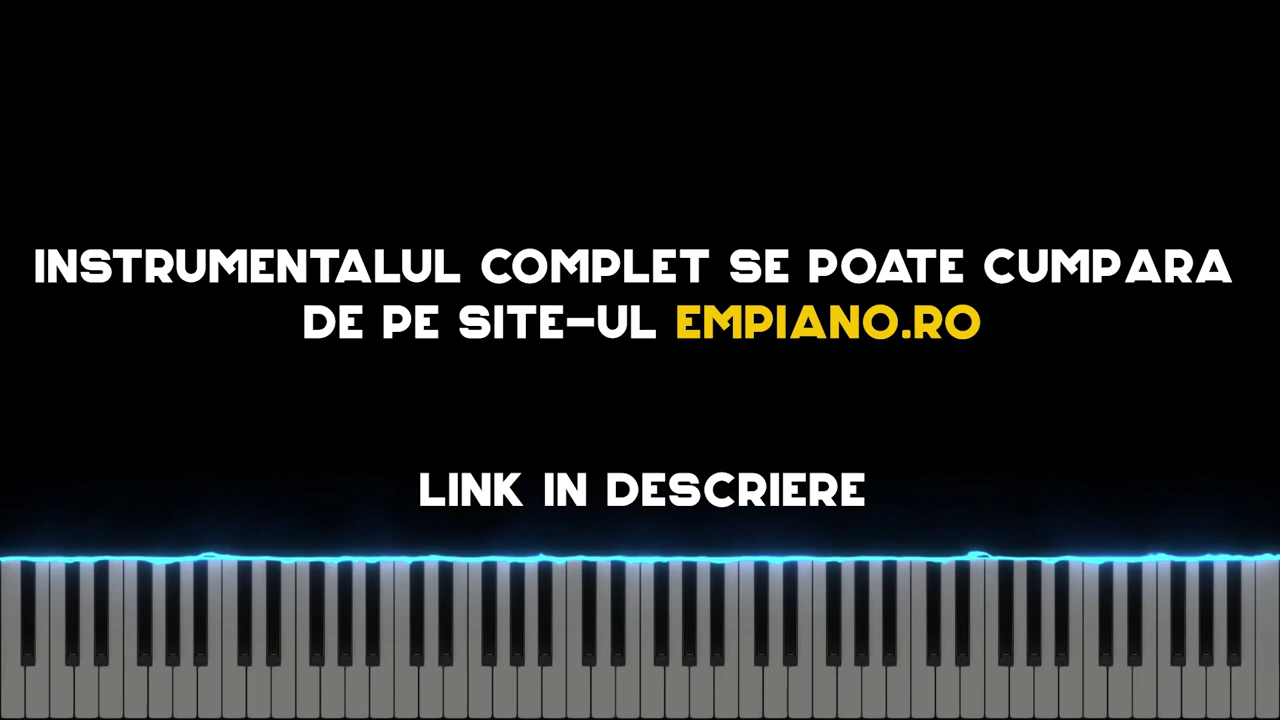 INSTRUMENTALUL COMPLET SE POATE CUMPARA
DE PE SITE-UL EMPIANO.RO
LINK IN DESCRIERE